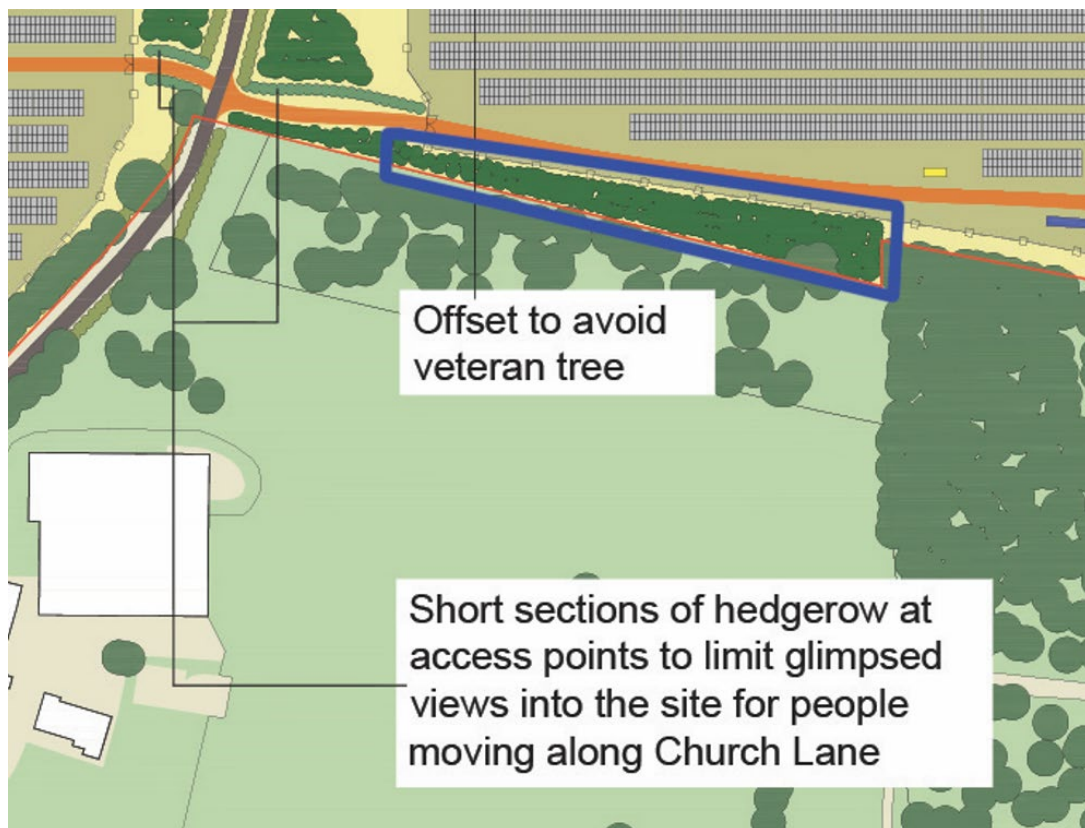 Offset to avoid
veteran tree
Short sections of hedgerow at
access points to limit glimpsed
views into the site for people
moving along Church Lane